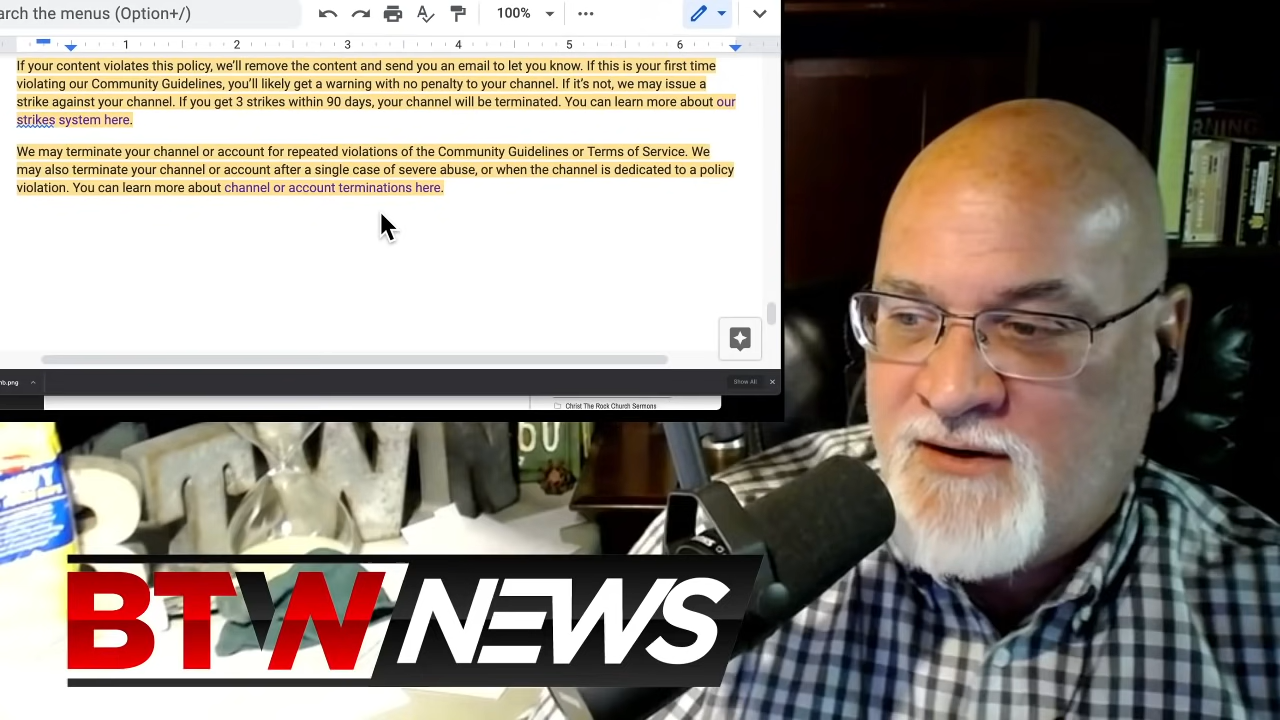 arch the menus (Option+/)
100%
1 2 3 4 5 6
If your content violates this policy, we’ll remove the content and send you an email to let you know. If this is your first time
violating our Community Guidelines, you’ll likely get a warning with no penalty to your channel. If it’s not, we may issue a
strike against your channel. If you get 3 strikes within 90 days, your channel will be terminated. You can learn more about our
strikes system here.
We may terminate your channel or account for repeated violations of the Community Guidelines or Terms of Service. We
may also terminate your channel or account after a single case of severe abuse, or when the channel is dedicated to a policy
violation. You can learn more about channel or account terminations here.
nb.png
Show All
Christ The Rock Church Sermons
BTWN
BTW NEWS